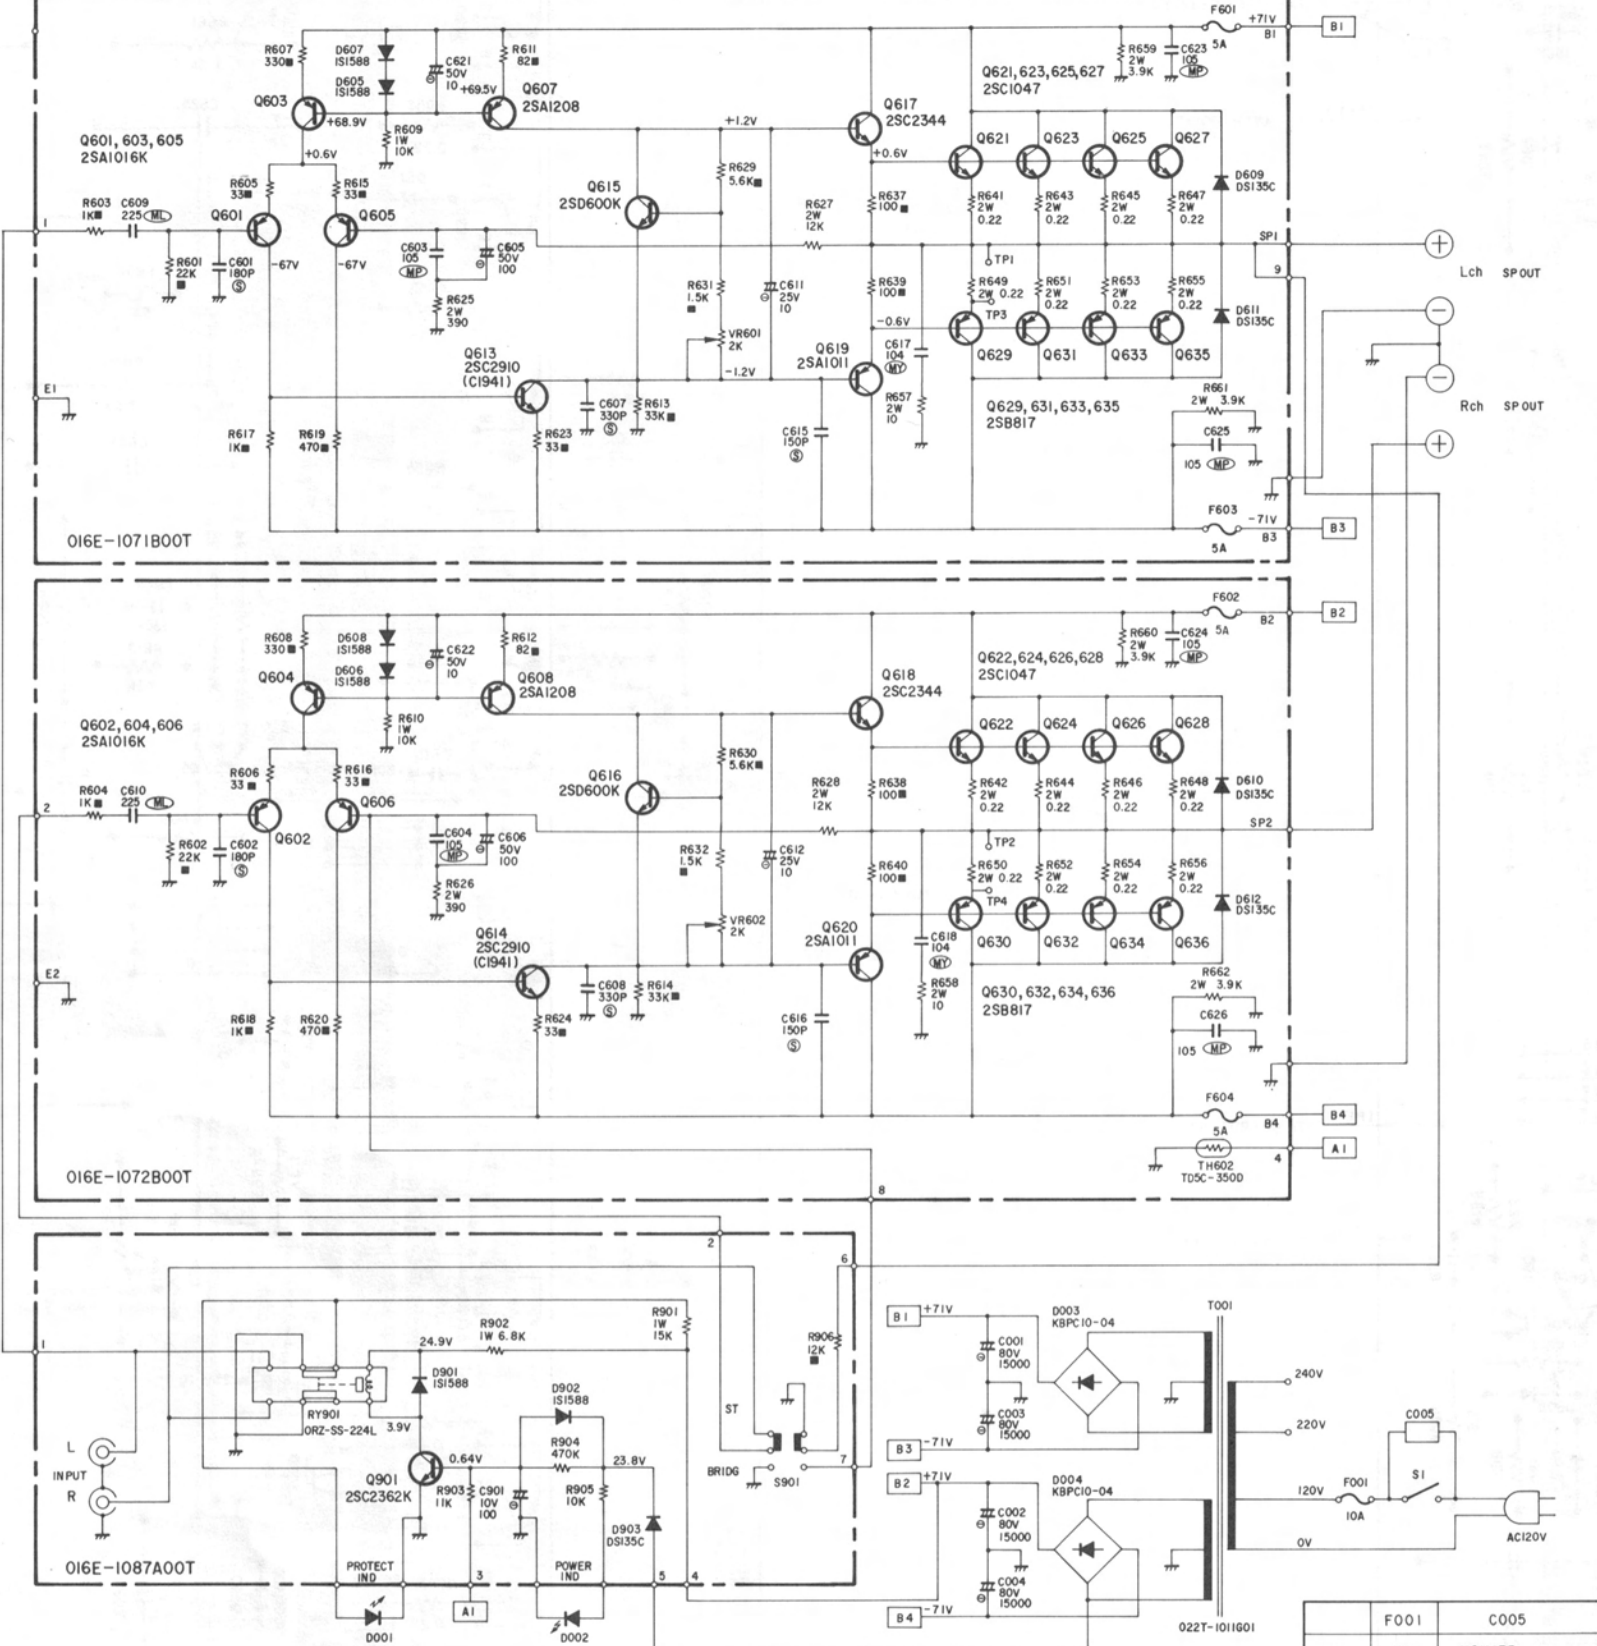 F601
+71V
B1
B1
5A
R607
330■
D607
1S1588
D605
1S1588
C621
50V
10
R611
82■
+69.5V
Q607
2SA1208
Q603
+68.9V
R609
1W
10K
Q601, 603, 605
2SA1016K
+0.6V
R605
33■
R615
33■
R603
1K■
C609
225 ML
Q601
Q605
1
R601
22K
■
C601
180P
S
-67V
-67V
C603
105
MP
C605
50V
100
R625
2W
390
Q615
2SD600K
+1.2V
R629
5.6K■
R627
2W
12K
R631
1.5K
■
C611
25V
10
VR601
2K
-1.2V
Q617
2SC2344
+0.6V
R637
100■
R639
100■
-0.6V
Q619
2SA1011
C617
104
MY
R657
2W
10
Q621, 623, 625, 627
2SC1047
R659
2W
3.9K
C623
105
MP
Q621
Q623
Q625
Q627
R641
2W
0.22
R643
2W
0.22
R645
2W
0.22
R647
2W
0.22
D609
DS135C
TP1
SP1
9
R649
2W 0.22
TP3
R651
2W
0.22
R653
2W
0.22
R655
2W
0.22
D611
DS135C
Q629
Q631
Q633
Q635
Q629, 631, 633, 635
2SB817
R661
2W 3.9K
C625
105 MP
Lch SPOUT
Rch SPOUT
Q613
2SC2910
(C1941)
C607
330P
S
R613
33K■
C615
150P
S
E1
R617
1K■
R619
470■
R623
33■
F603
-71V
B3
B3
5A
016E-1071B00T
F602
5A
B2
B2
R608
330■
D608
1S1588
D606
1S1588
C622
50V
10
R612
82■
Q604
Q608
2SA1208
R610
1W
10K
Q602, 604, 606
2SA1016K
R606
33■
R616
33■
R604
1K■
C610
225 ML
Q602
Q606
2
R602
22K
■
C602
180P
S
C604
105
MP
C606
50V
100
R626
2W
390
Q616
2SD600K
R630
5.6K■
R628
2W
12K
R632
1.5K
■
C612
25V
10
VR602
2K
Q618
2SC2344
R638
100■
R640
100■
Q620
2SA1011
C618
104
MY
R658
2W
10
Q622, 624, 626, 628
2SC1047
R660
2W
3.9K
C624
105
MP
Q622
Q624
Q626
Q628
R642
2W
0.22
R644
2W
0.22
R646
2W
0.22
R648
2W
0.22
D610
DS135C
TP2
SP2
R650
2W 0.22
TP4
R652
2W
0.22
R654
2W
0.22
R656
2W
0.22
D612
DS135C
Q630
Q632
Q634
Q636
Q630, 632, 634, 636
2SB817
R662
2W 3.9K
C626
105 MP
Q614
2SC2910
(C1941)
C608
330P
S
R614
33K■
C616
150P
S
E2
R618
1K■
R620
470■
R624
33■
F604
5A
B4
B4
TH602
TD5C-350D
4
A1
016E-1072B00T
8
2
6
1
R901
1W
15K
R902
1W 6.8K
24.9V
R906
12K
■
D901
1S1588
RY901
ORZ-SS-224L
3.9V
D902
1S1588
R904
470K
0.64V
23.8V
Q901
2SC2362K
R903
11K
C901
10V
100
R905
10K
D903
DS135C
ST
BRIDG
S901
7
L
INPUT
R
016E-1087A00T
PROTECT
IND
POWER
IND
3
5
4
A1
D001
D002
B1
+71V
C001
80V
15000
C003
80V
15000
B3
-71V
D003
KBPC10-04
B2
+71V
C002
80V
15000
C004
80V
15000
B4
-71V
D004
KBPC10-04
T001
240V
220V
120V
0V
F001
10A
C005
S1
AC120V
022T-1011G01
F001 C005